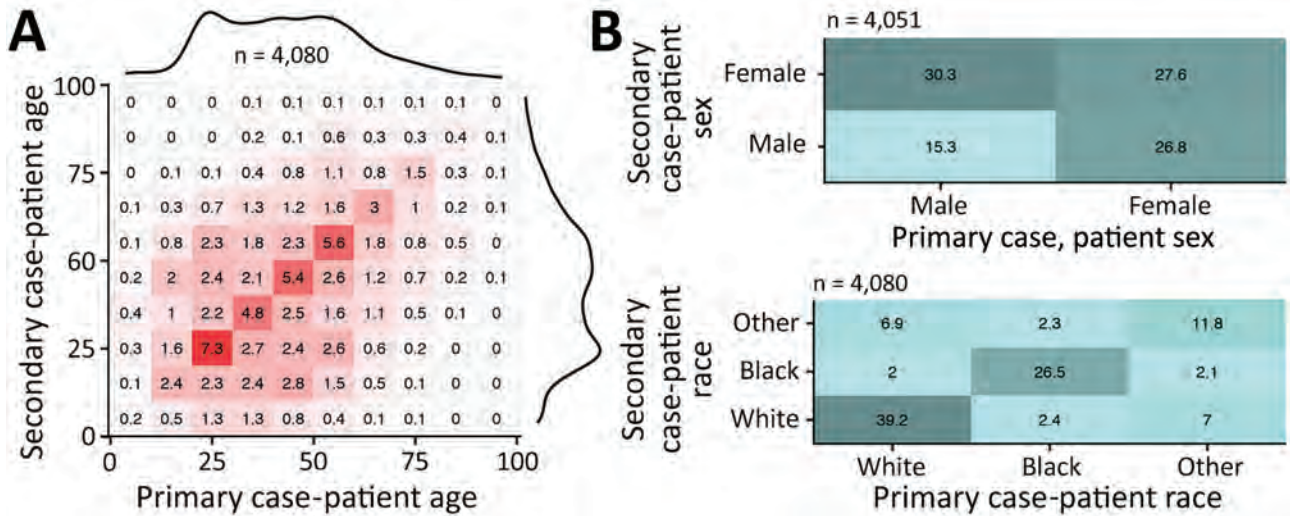 A
n = 4,080
Secondary case-patient age
100
0 0 0 0.1 0.1 0.1 0.1 0.1 0.1 0
0 0 0 0.2 0.1 0.6 0.3 0.3 0.4 0.1
75
0 0.1 0.1 0.4 0.8 1.1 0.8 1.5 0.3 0.1
0.1 0.3 0.7 1.3 1.2 1.6 3 1 0.2 0.1
60
0.1 0.8 2.3 1.8 2.3 5.6 1.8 0.8 0.5 0
0.2 2 2.4 2.1 5.4 2.6 1.2 0.7 0.2 0.1
0.4 1 2.2 4.8 2.5 1.6 1.1 0.5 0.1 0
25
0.3 1.6 7.3 2.7 2.4 2.6 0.6 0.2 0 0
0.1 2.4 2.3 2.4 2.8 1.5 0.5 0.1 0 0
0.2 0.5 1.3 1.3 0.8 0.4 0.1 0.1 0 0
0
0 25 50 75 100
Primary case-patient age
B
n = 4,051
Secondary
case-patient
sex
Female 30.3 27.6
Male 15.3 26.8
Male Female
Primary case, patient sex
n = 4,080
Secondary
case-patient
race
Other 6.9 2.3 11.8
Black 2 26.5 2.1
White 39.2 2.4 7
White Black Other
Primary case-patient race